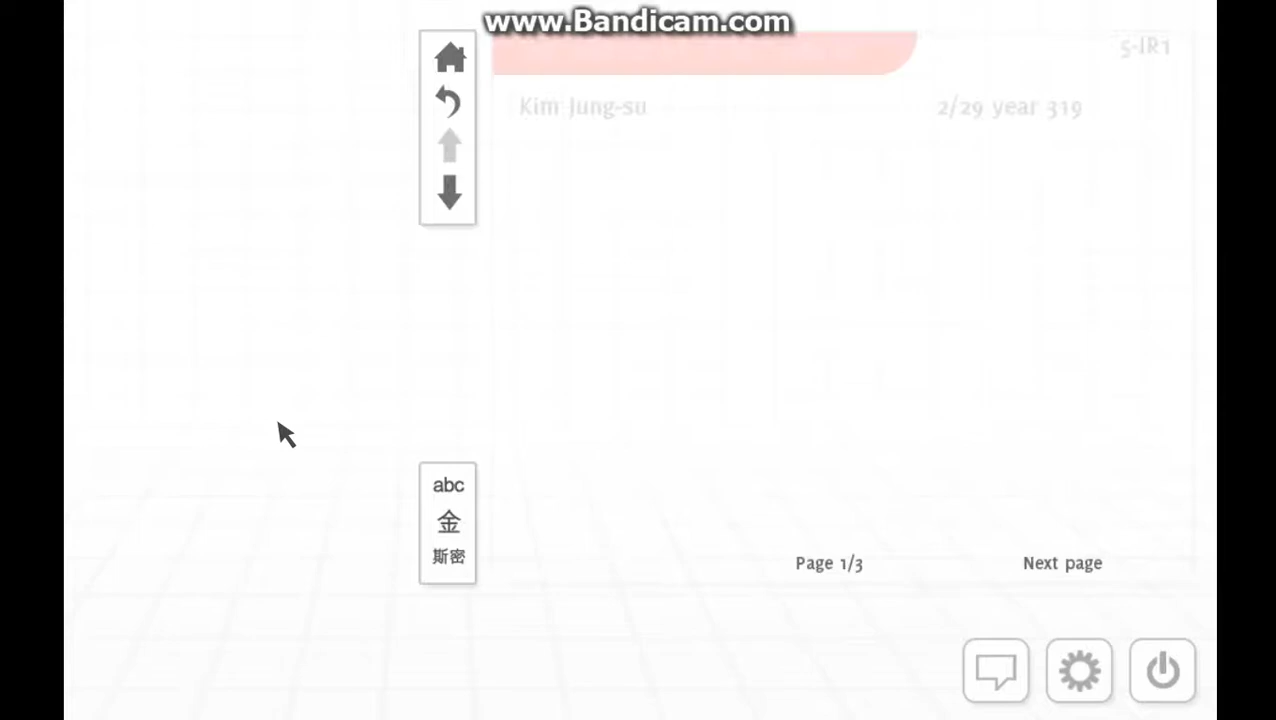 www.Bandicam.com
5-IR1
Kim Jung-su
2/29 year 319
abc
金
斯密
Page 1/3
Next page